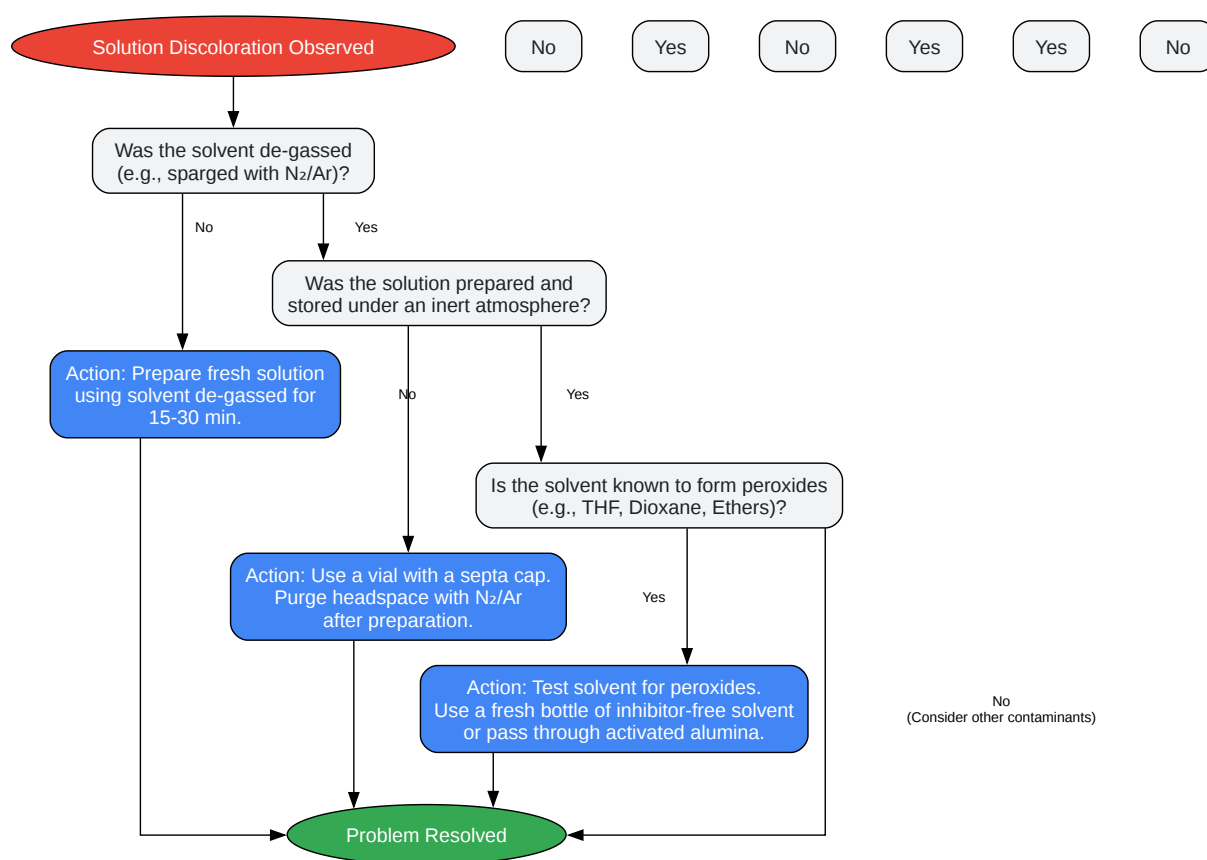 Solution Discoloration Observed
No
Yes
No
Yes
Yes
No
Was the solvent de-gassed
(e.g., sparged with N₂/Ar)?
No
Yes
Was the solution prepared and
stored under an inert atmosphere?
Action: Prepare fresh solution
using solvent de-gassed for
15-30 min.
No
Yes
Is the solvent known to form peroxides
(e.g., THF, Dioxane, Ethers)?
Action: Use a vial with a septa cap.
Purge headspace with N₂/Ar
after preparation.
Yes
Action: Test solvent for peroxides.
Use a fresh bottle of inhibitor-free solvent
or pass through activated alumina.
No
(Consider other contaminants)
Problem Resolved